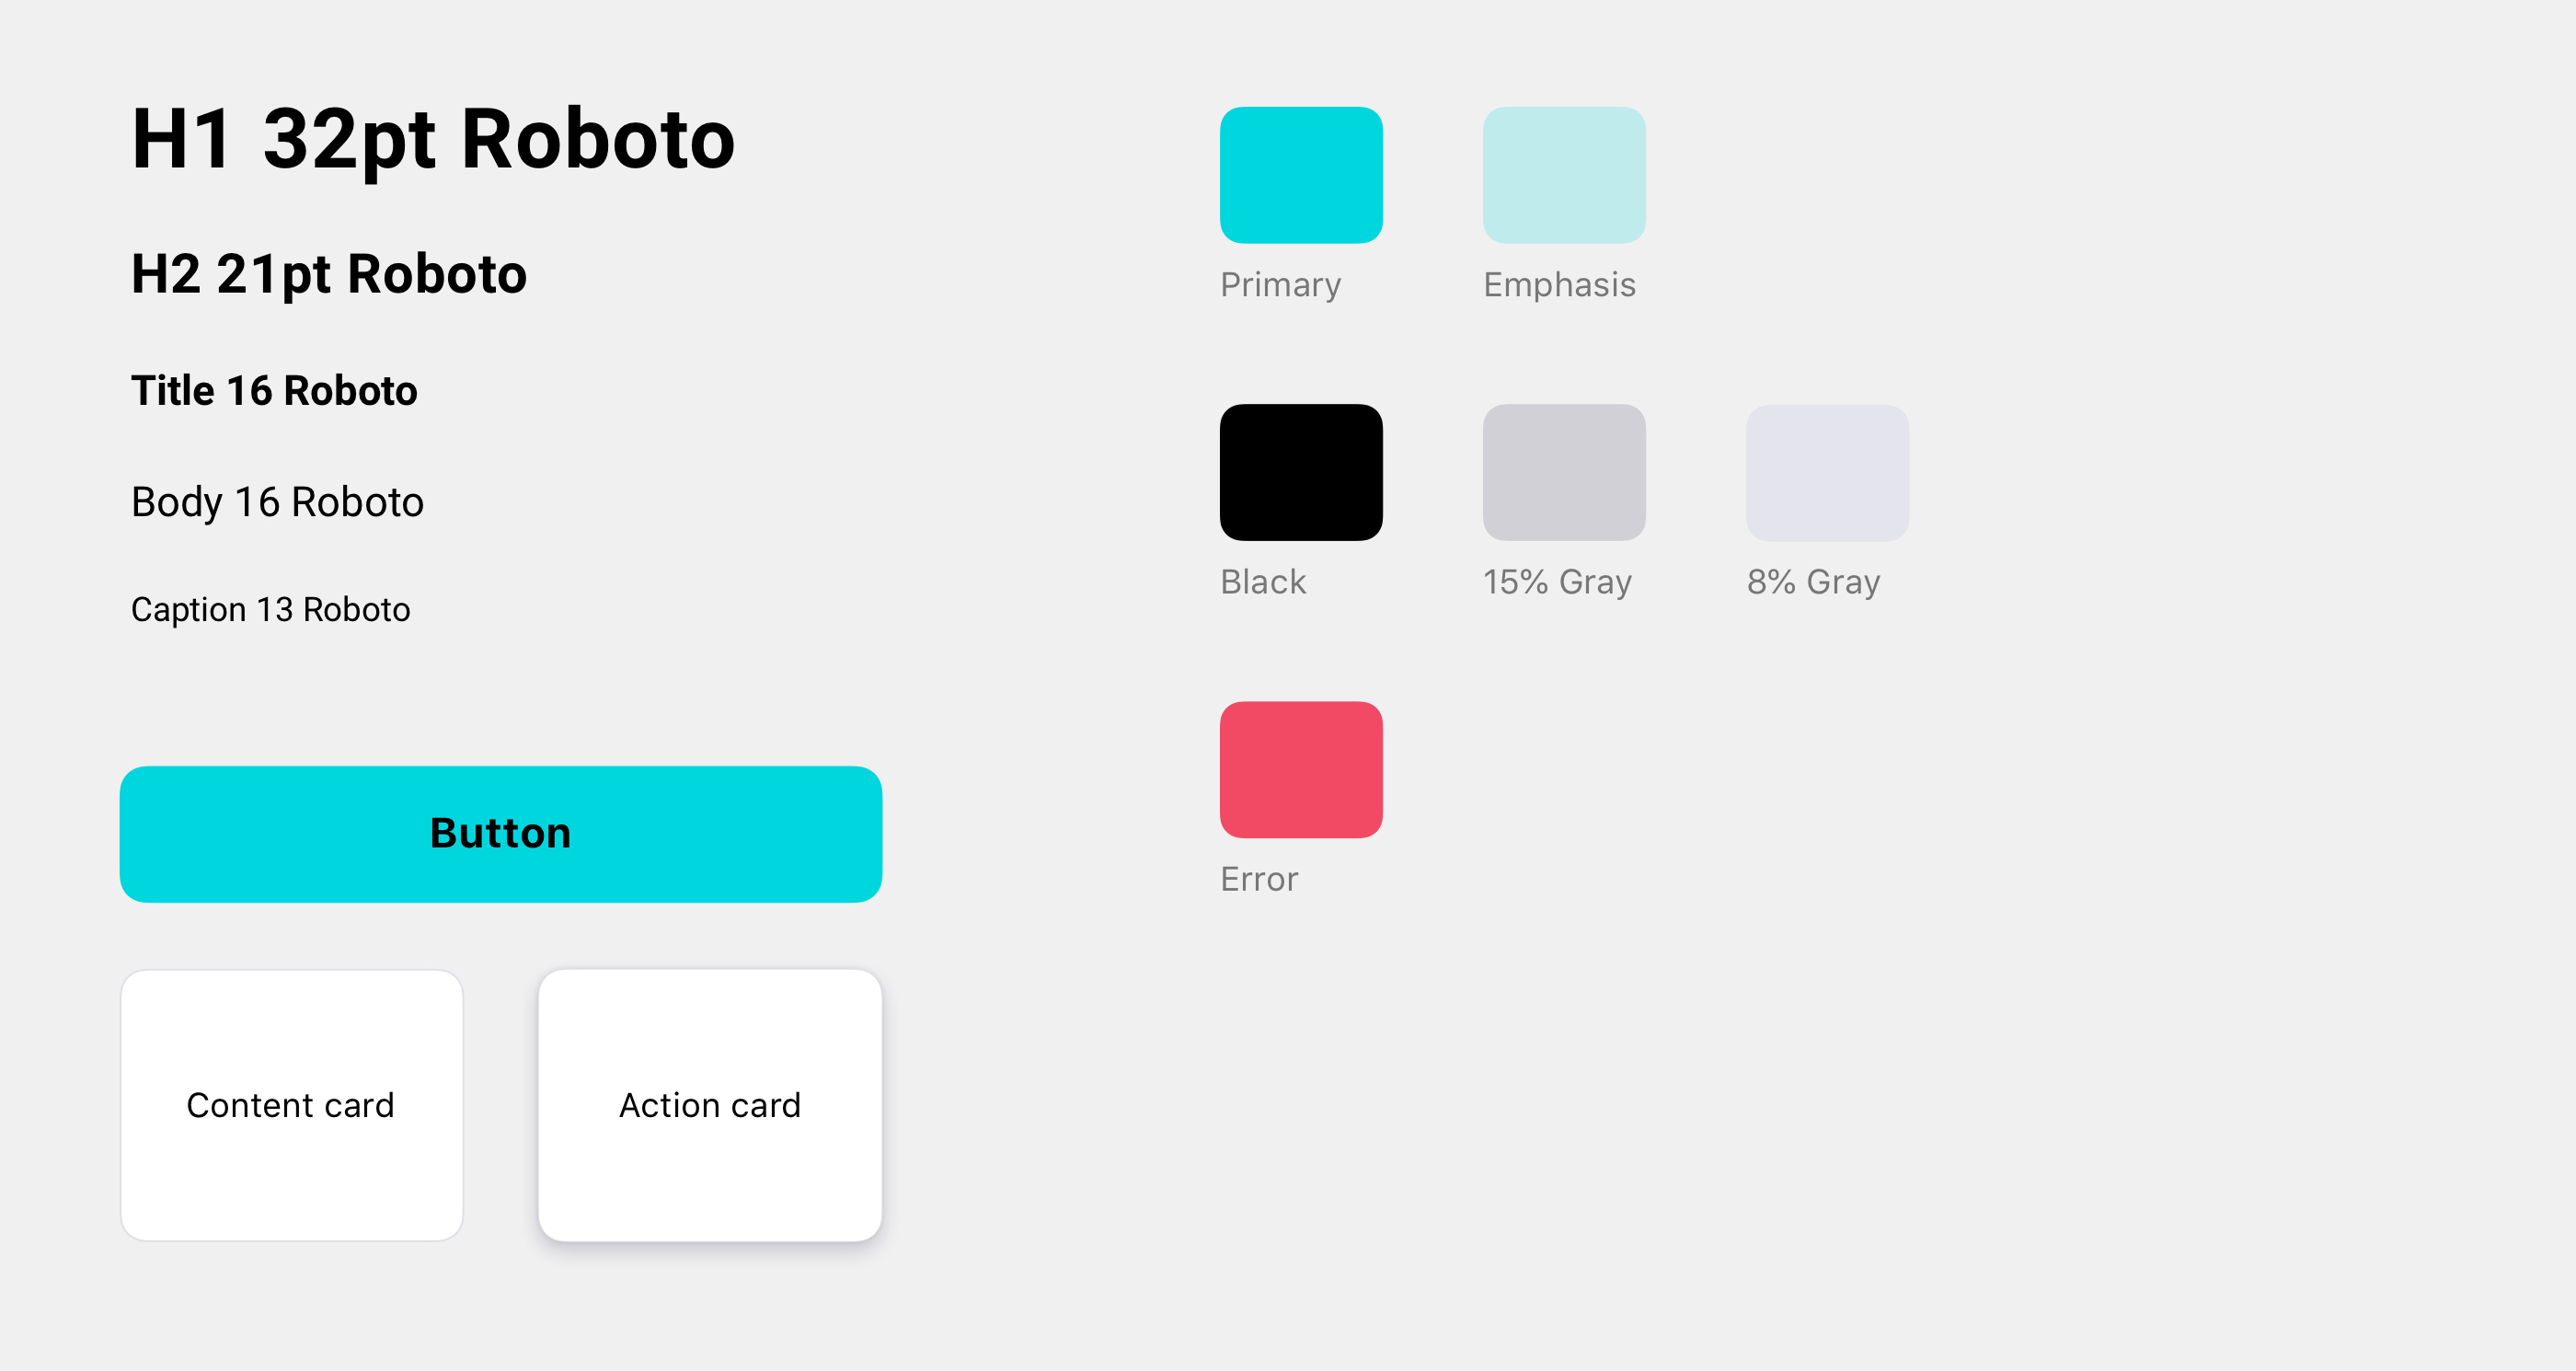 H1 32pt Roboto
H2 21pt Roboto
Title 16 Roboto
Body 16 Roboto
Caption 13 Roboto
Button
Content card
Action card
Primary
Emphasis
Black
15% Gray
8% Gray
Error